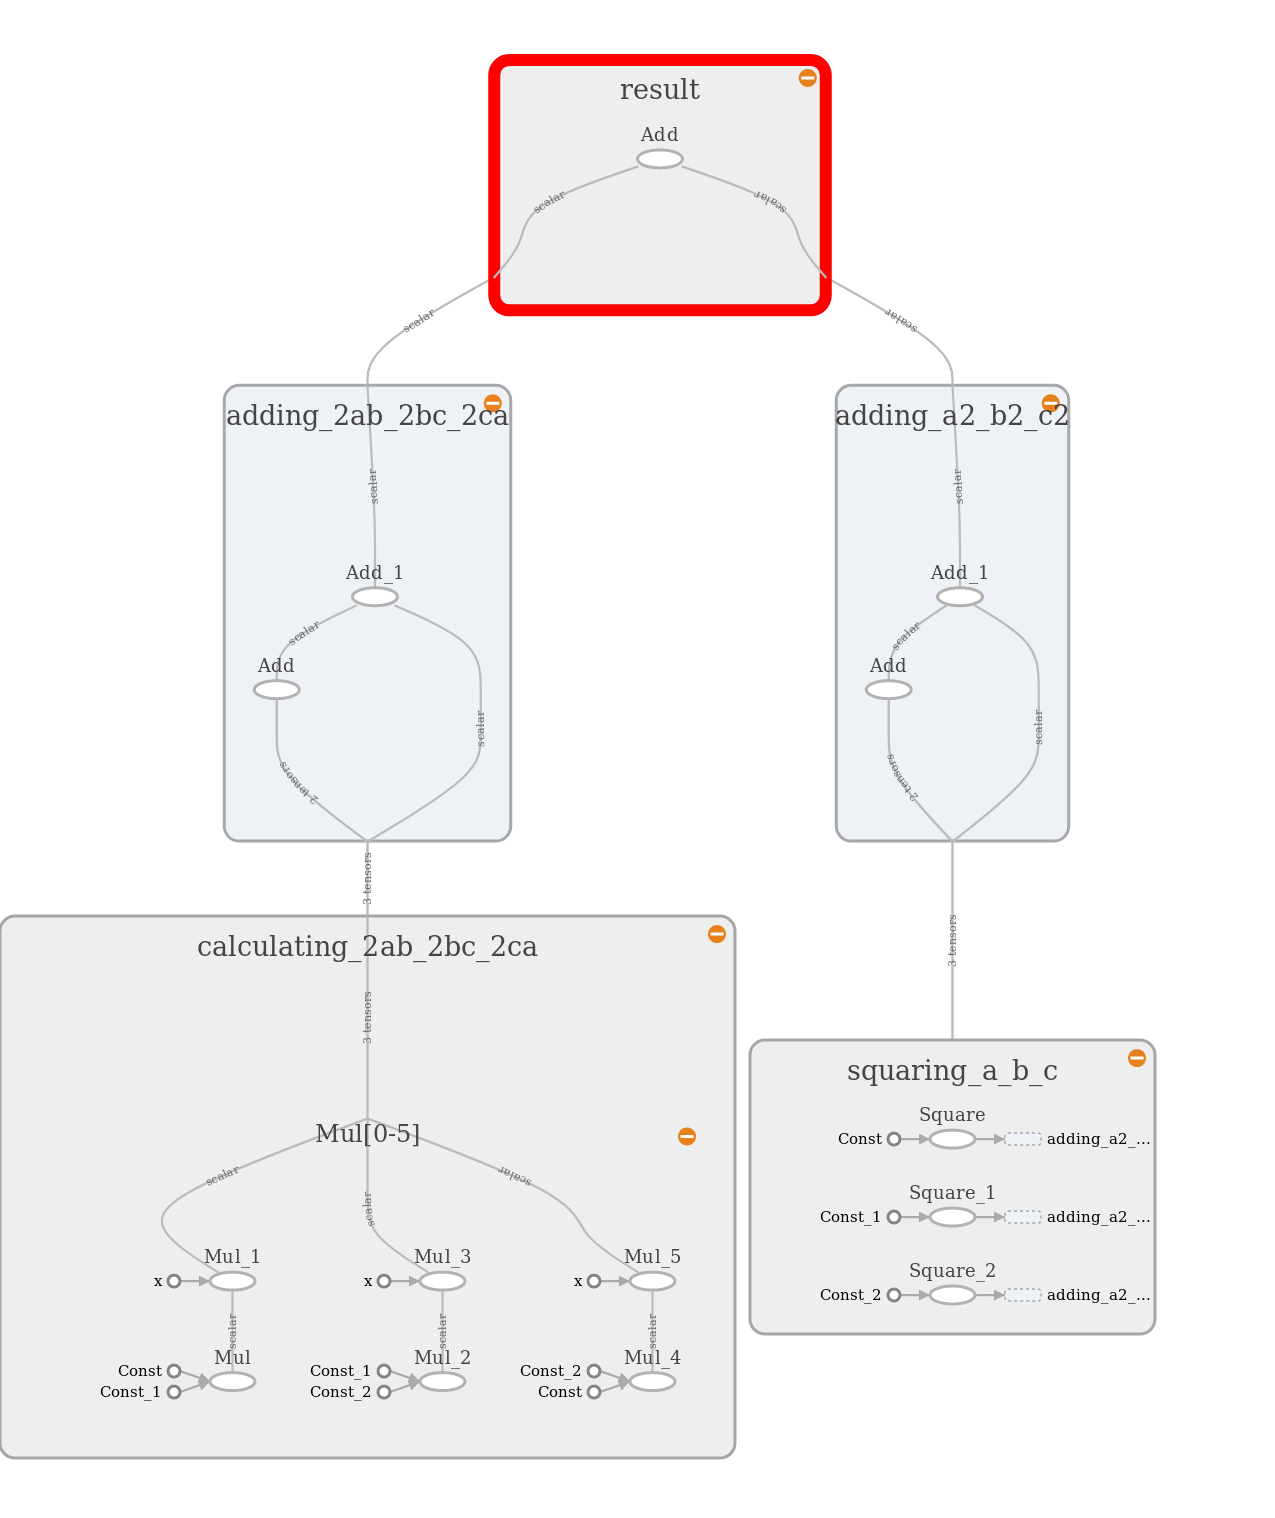 result
Add
scalar
scalar
scalar
scalar
adding_2ab_2bc_2ca
adding_a2_b2_c2
scalar
scalar
Add_1
Add_1
scalar
scalar
Add
Add
scalar
scalar
2 tensors
2 tensors
3 tensors
3 tensors
calculating_2ab_2bc_2ca
3 tensors
squaring_a_b_c
Mul[0-5]
scalar
scalar
scalar
Square
Const
adding_a2_...
Square_1
Const_1
adding_a2_...
Square_2
Const_2
adding_a2_...
Mul_1
Mul_3
Mul_5
x
x
x
scalar
scalar
scalar
Mul
Mul_2
Mul_4
Const
Const_1
Const_2
Const_1
Const_2
Const